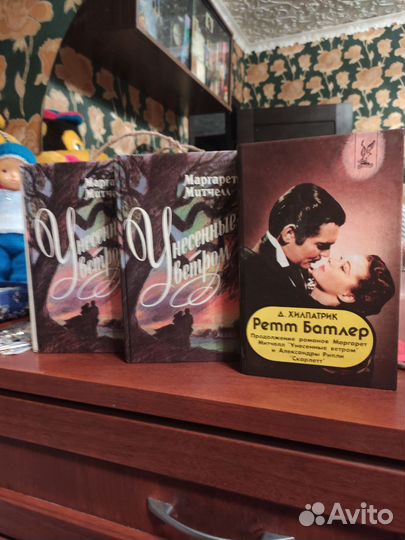 Маргарет
Митчелл
Унесенные
ветром
Маргарет
Митчелл
Унесенные
ветром
Д. ХИЛПАТРИК
Ретт Батлер
Продолжение романов Маргарет
Митчелл "Унесенные ветром"
и Александры Рипли
"Скарлетт"
Avito